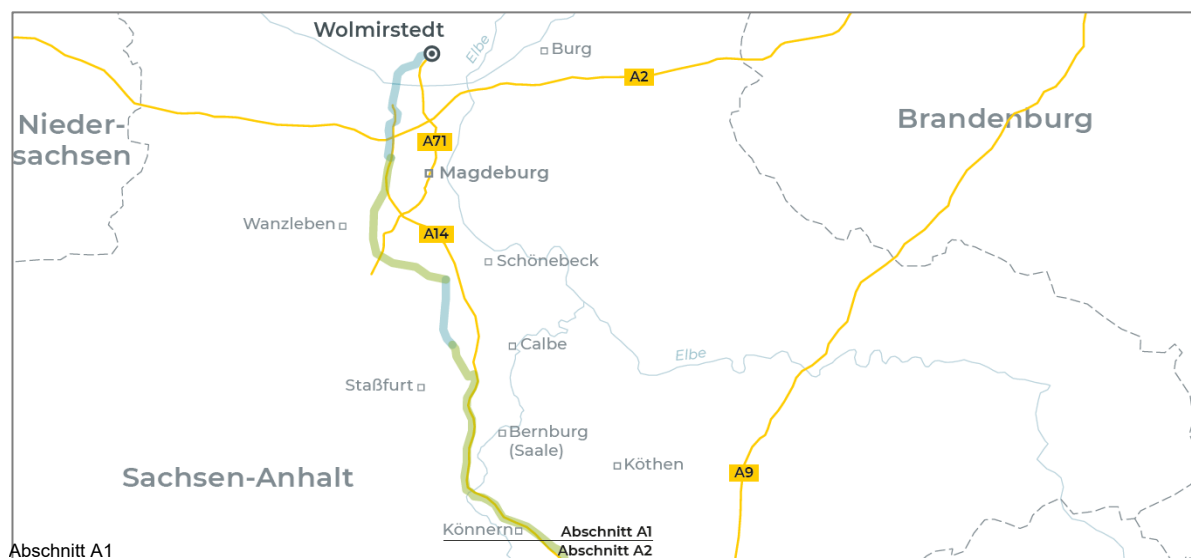 Wolmirstedt
Elbe
Burg
A2
Nieder-
sachsen
Brandenburg
A71
Magdeburg
Wanzleben
A14
Schönebeck
Calbe
Elbe
Staßfurt
Bernburg
(Saale)
Köthen
A9
Sachsen-Anhalt
Könnern
Abschnitt A1
Abschnitt A2
Abschnitt A1